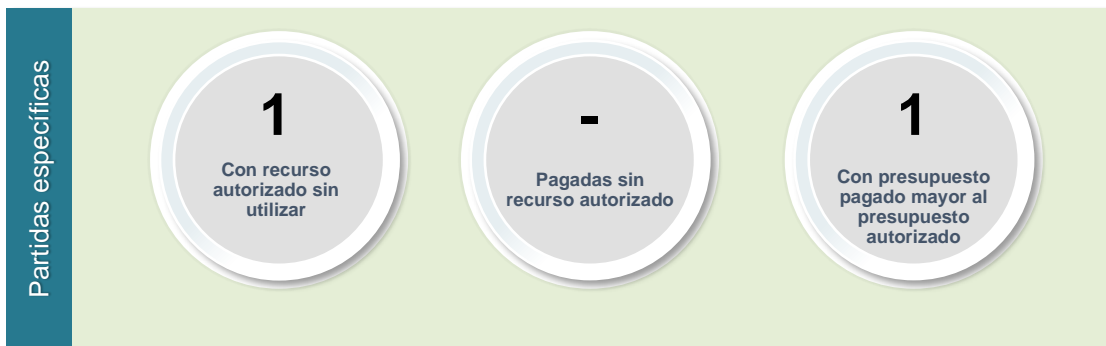 Partidas específicas
1
Con recurso
autorizado sin
utilizar
-
Pagadas sin
recurso autorizado
1
Con presupuesto
pagado mayor al
presupuesto
autorizado